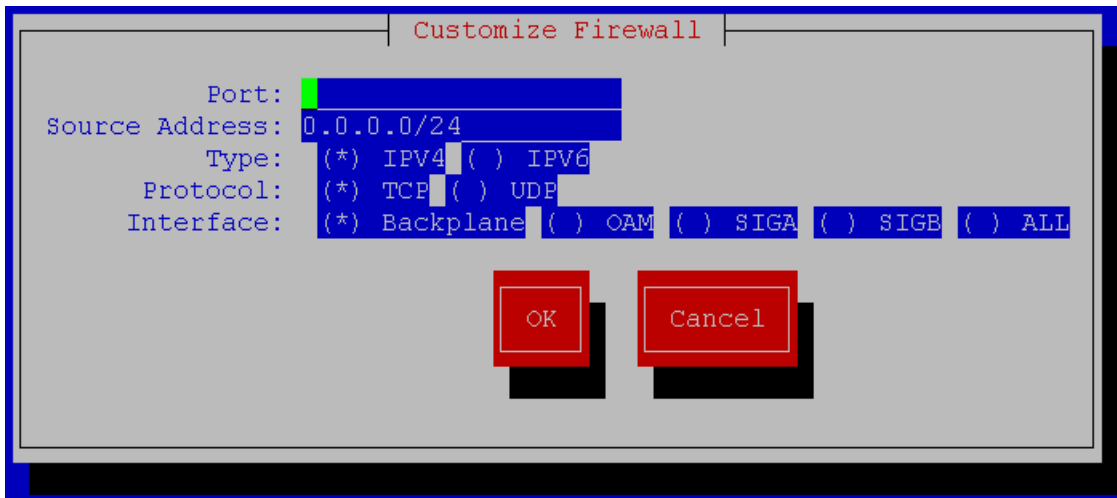 Customize Firewall
Port:
Source Address: 0.0.0.0/24
Type: (*) IPV4 ( ) IPV6
Protocol: (*) TCP ( ) UDP
Interface: (*) Backplane ( ) OAM ( ) SIGA ( ) SIGB ( ) ALL
OK Cancel